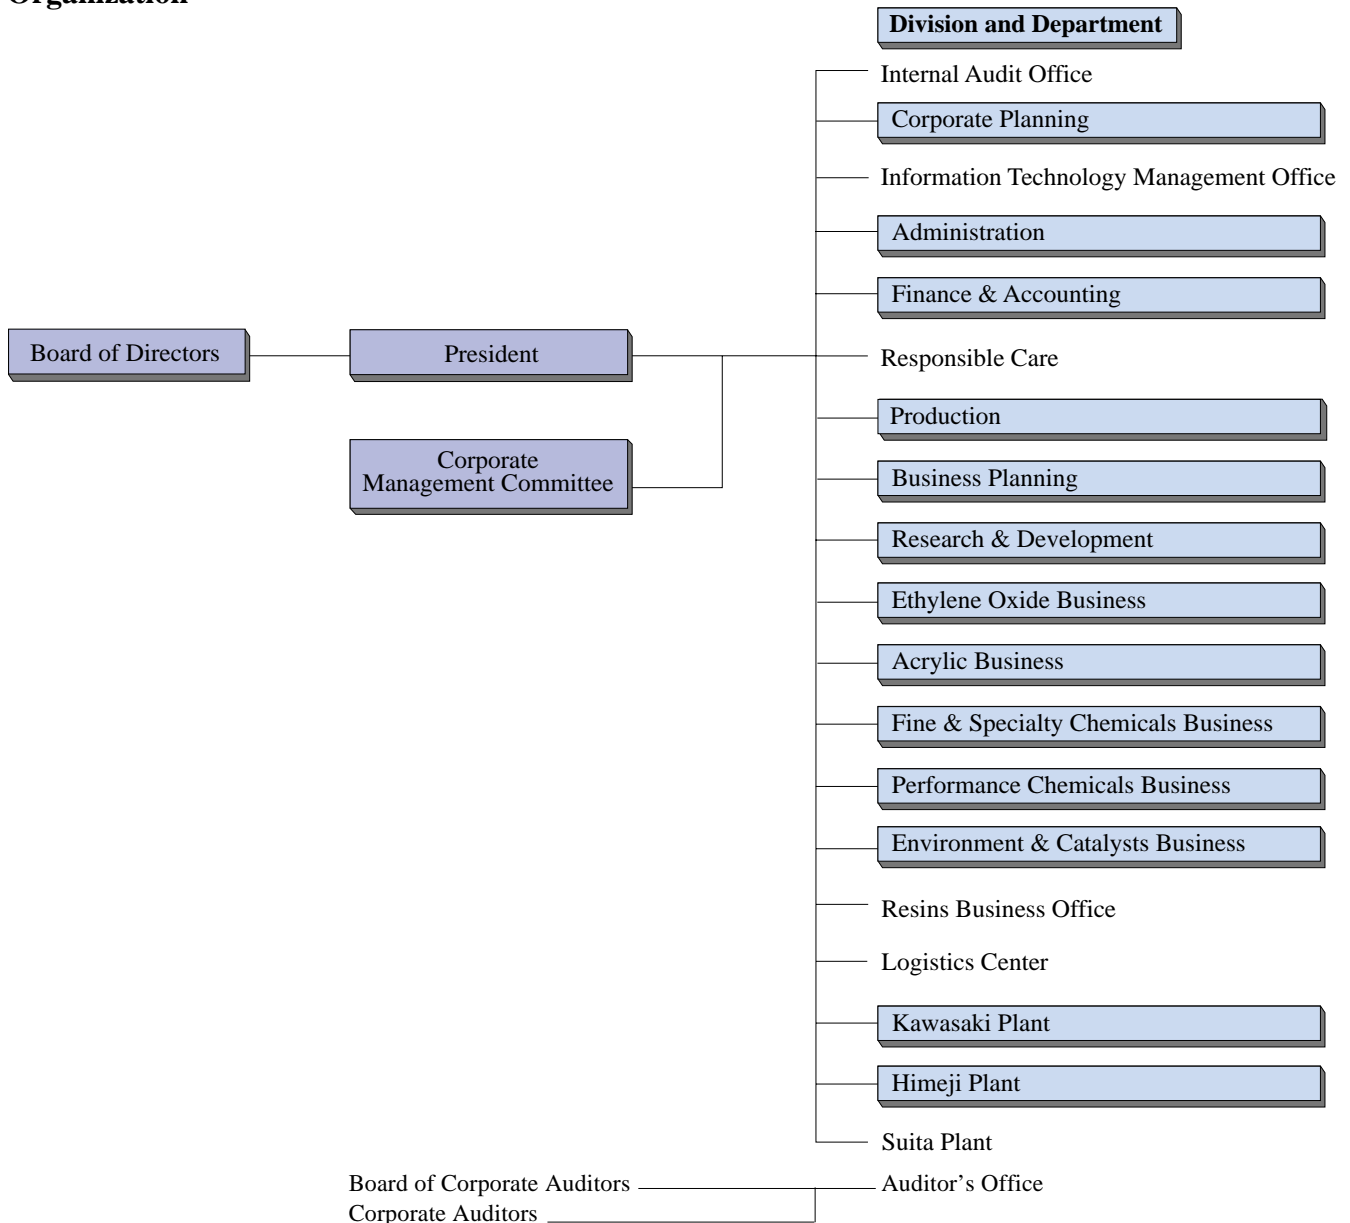 Organization
Division and Department
Internal Audit Office
Corporate Planning
Information Technology Management Office
Administration
Finance & Accounting
Board of Directors
President
Responsible Care
Corporate
Management Committee
Production
Business Planning
Research & Development
Ethylene Oxide Business
Acrylic Business
Fine & Specialty Chemicals Business
Performance Chemicals Business
Environment & Catalysts Business
Resins Business Office
Logistics Center
Kawasaki Plant
Himeji Plant
Suita Plant
Board of Corporate Auditors
Auditor’s Office
Corporate Auditors